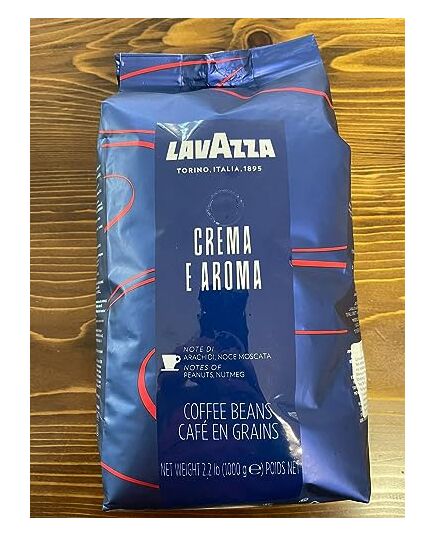 LAVAZZA
TORINO, ITALIA, 1895
CREMA
E AROMA
NOTE DI
ARACHIDI, NOCE MOSCATA
NOTES OF
PEANUTS, NUTMEG
COFFEE BEANS
CAFÉ EN GRAINS
NET WEIGHT 2.2 lb (1000 g ℮) POIDS NET